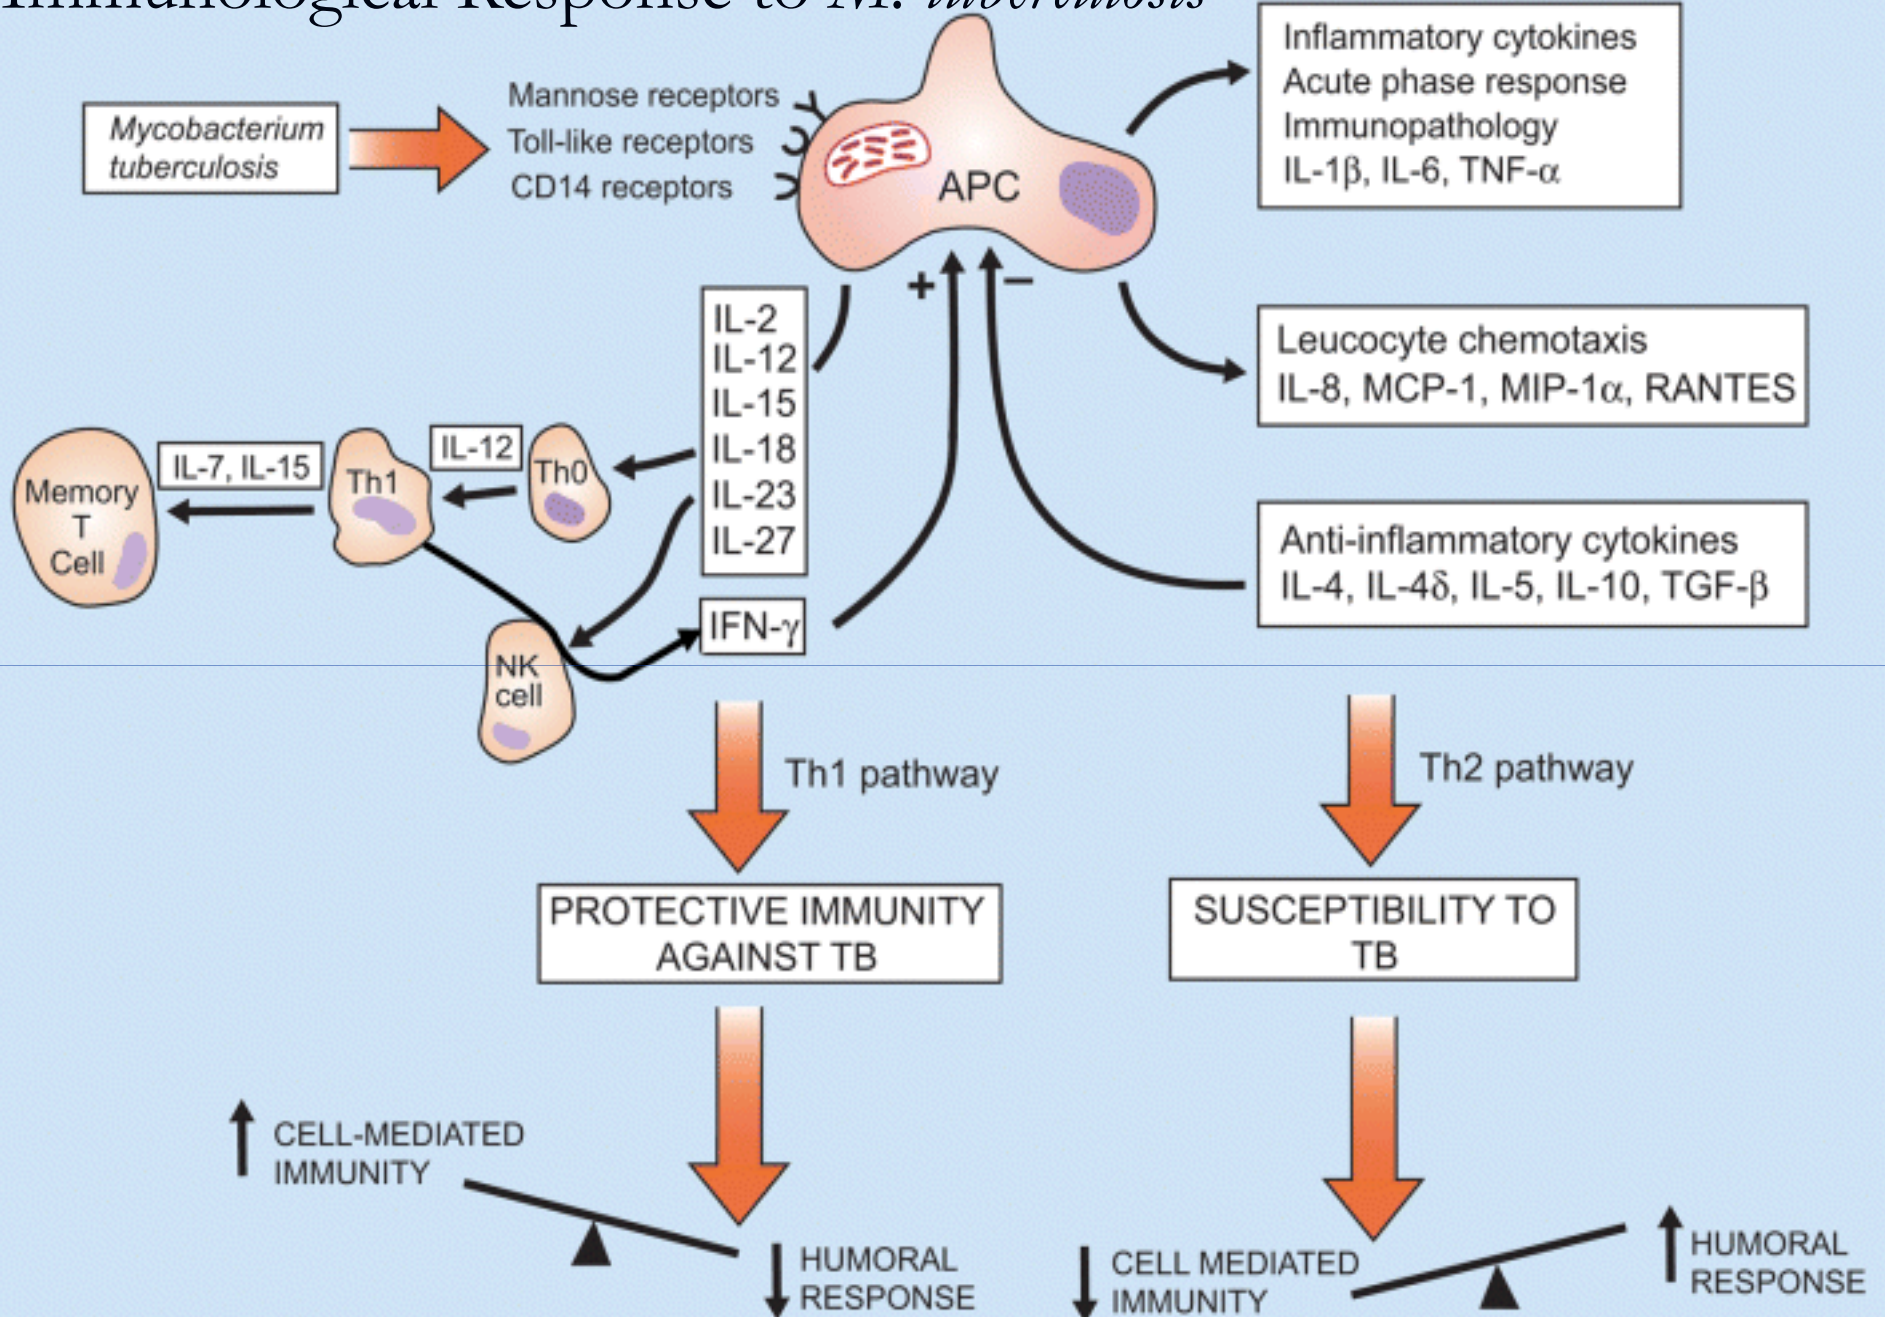 Immunological Response to M. tuberculosis
Mycobacterium
tuberculosis
Mannose receptors
Toll-like receptors
CD14 receptors
APC
Inflammatory cytokines
Acute phase response
Immunopathology
IL-1β, IL-6, TNF-α
+
−
IL-2
IL-12
IL-15
IL-18
IL-23
IL-27
Leucocyte chemotaxis
IL-8, MCP-1, MIP-1α, RANTES
Memory
T
Cell
IL-7, IL-15
Th1
IL-12
Th0
Anti-inflammatory cytokines
IL-4, IL-4δ, IL-5, IL-10, TGF-β
IFN-γ
NK
cell
Th1 pathway
Th2 pathway
PROTECTIVE IMMUNITY
AGAINST TB
SUSCEPTIBILITY TO
TB
CELL-MEDIATED
IMMUNITY
HUMORAL
RESPONSE
CELL MEDIATED
IMMUNITY
HUMORAL
RESPONSE